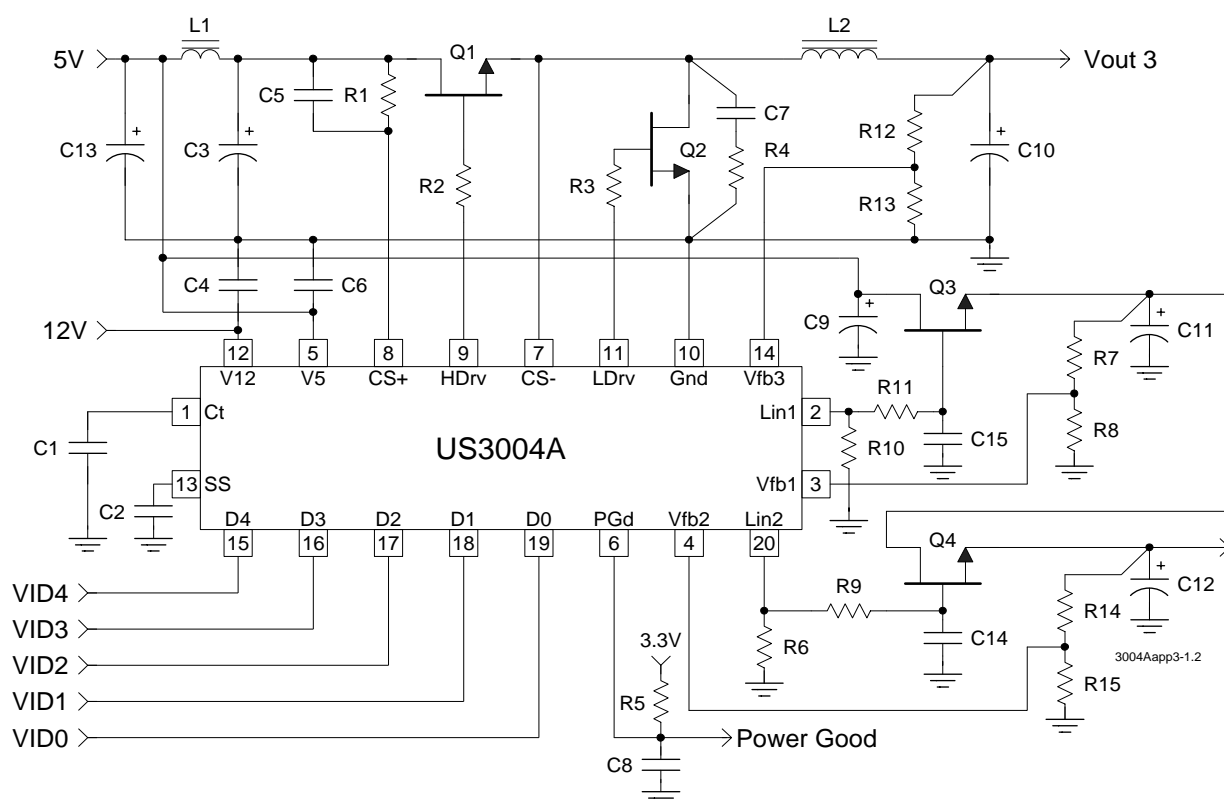 L1
L2
5V
Q1
Vout 3
C5
R1
C7
C13
C3
Q2
R4
R12
C10
R2
R3
R13
C4
C6
Q3
12V
C9
C11
R7
12
5
8
9
7
11
10
14
V12
V5
CS+
HDrv
CS-
LDrv
Gnd
Vfb3
R11
1
Ct
Lin1
2
C1
US3004A
R10
C15
R8
13
SS
Vfb1
3
C2
D4
D3
D2
D1
D0
PGd
Vfb2
Lin2
15
16
17
18
19
6
4
20
Q4
VID4
R9
C12
R14
VID3
C14
3.3V
R6
3004Aapp3-1.2
VID2
R15
VID1
R5
VID0
Power Good
C8
+
+
+
+
+
+